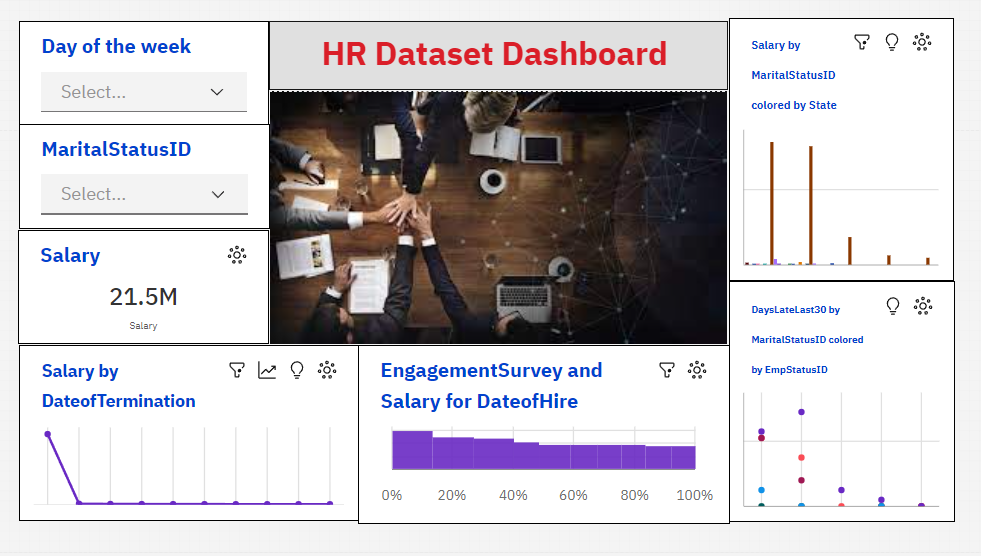 Day of the week
Select...
MaritalStatusID
Select...
Salary
21.5M
Salary
HR Dataset Dashboard
Salary by
MaritalStatusID
colored by State
Salary by
DateofTermination
EngagementSurvey and
Salary for DateofHire
0% 20% 40% 60% 80% 100%
DaysLateLast30 by
MaritalStatusID colored
by EmpStatusID